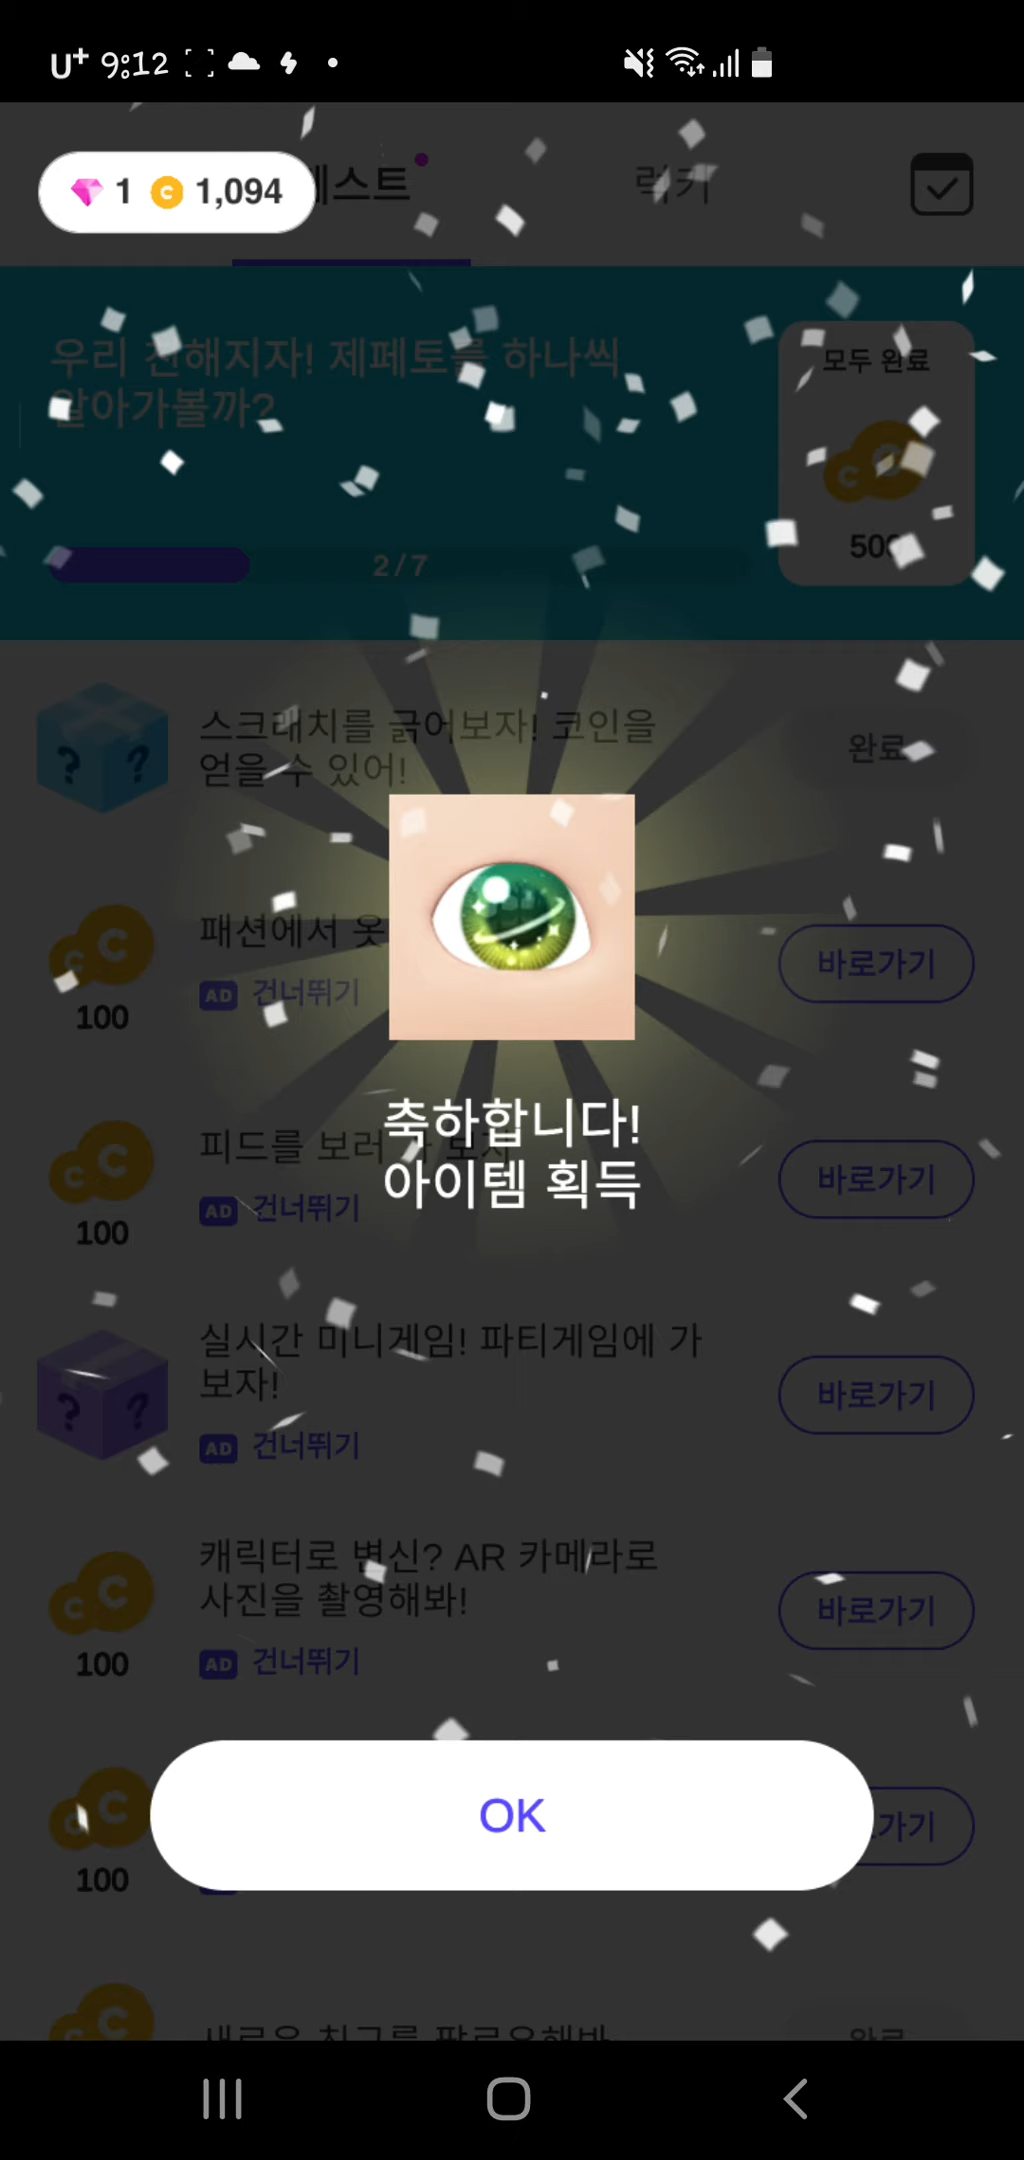 U+ 9:12
1 C 1,094
럭키
우리 친해지자! 제페토를 하나씩
알아가볼까?
모두 완료
2/7
스크래치를 긁어보자! 코인을
얻을 수 있어!
완료
패션에서 옷
AD 건너뛰기
100
바로가기
축하합니다!
아이템 획득
피드를 보러
AD 건너뛰기
100
바로가기
실시간 미니게임! 파티게임에 가
보자!
AD 건너뛰기
바로가기
캐릭터로 변신? AR 카메라로
사진을 촬영해봐!
AD 건너뛰기
100
바로가기
OK
100